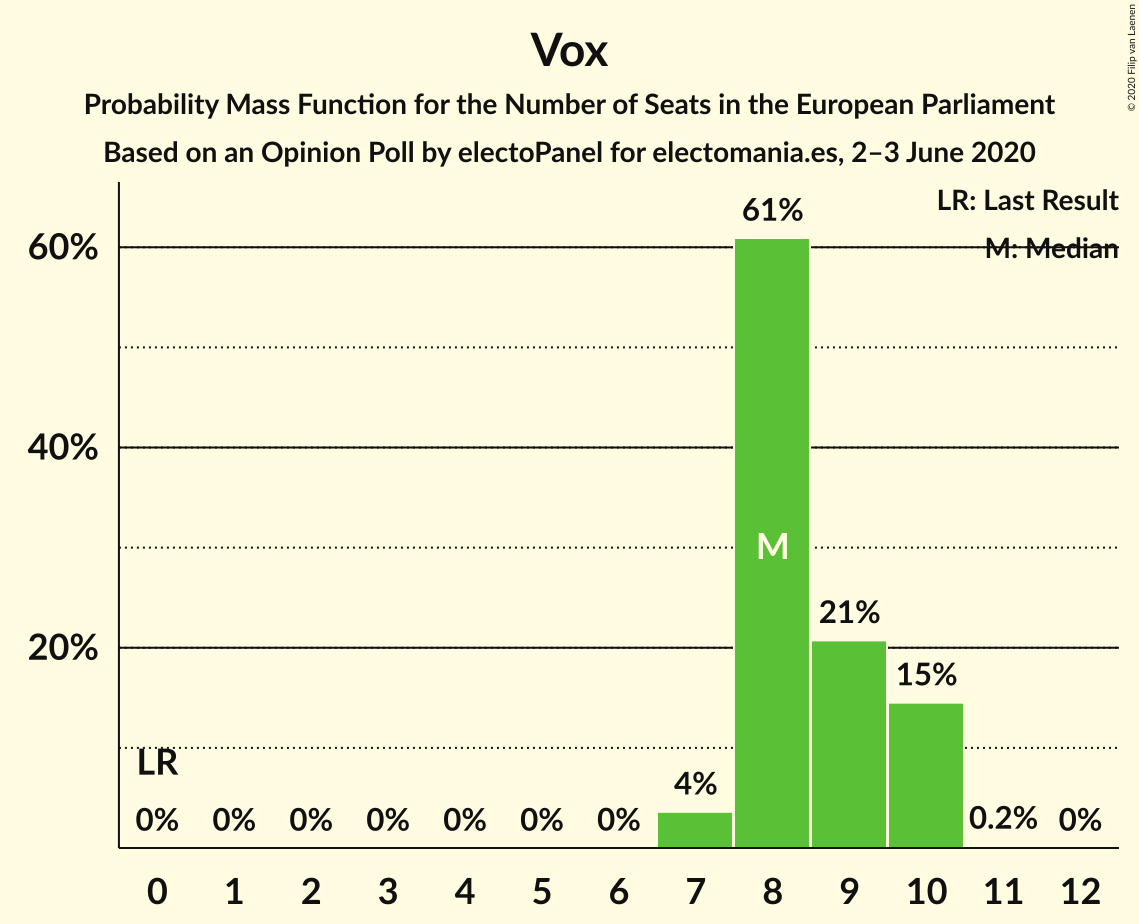 Vox
Probability Mass Function for the Number of Seats in the European Parliament
Based on an Opinion Poll by electoPanel for electomania.es, 2–3 June 2020
© 2020 Filip van Laenen
LR: Last Result
M: Median
60%
40%
20%
61%
M
21%
15%
LR
4%
0% 0% 0% 0% 0% 0% 0% 0.2% 0%
0 1 2 3 4 5 6 7 8 9 10 11 12